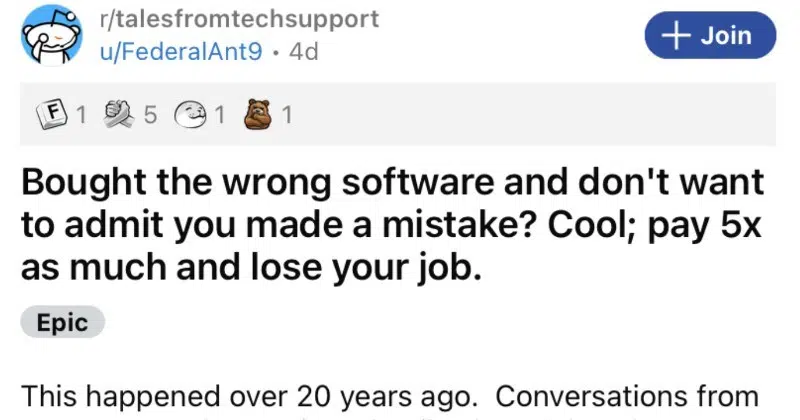 r/talesfromtechsupport
u/FederalAnt9 • 4d
+ Join
F 1 5 1 1
Bought the wrong software and don't want
to admit you made a mistake? Cool; pay 5x
as much and lose your job.
Epic
This happened over 20 years ago. Conversations from